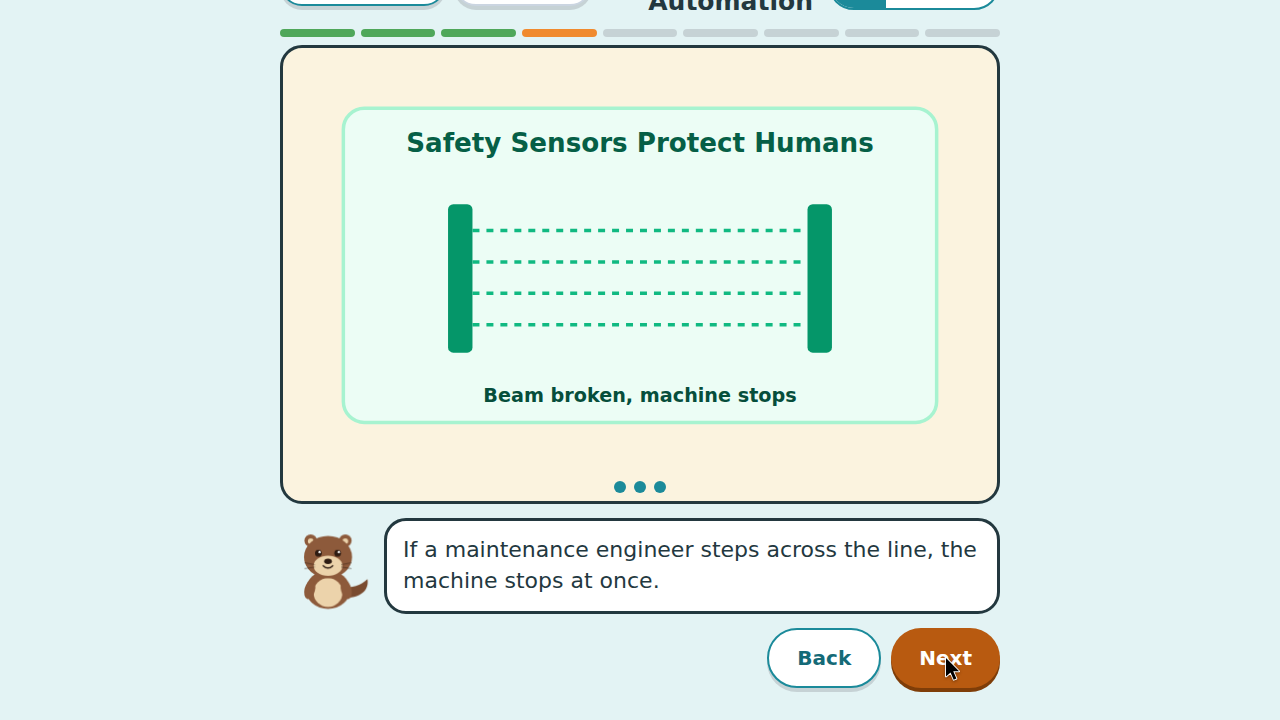 Automation
Safety Sensors Protect Humans
Beam broken, machine stops
If a maintenance engineer steps across the line, the
machine stops at once.
Back
Next